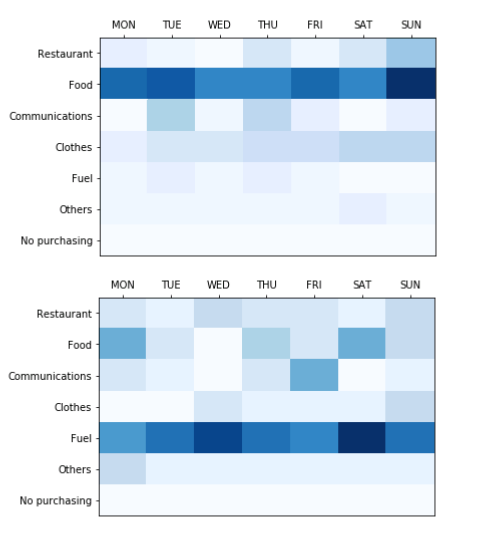 MON TUE WED THU FRI SAT SUN
Restaurant
Food
Communications
Clothes
Fuel
Others
No purchasing
MON TUE WED THU FRI SAT SUN
Restaurant
Food
Communications
Clothes
Fuel
Others
No purchasing